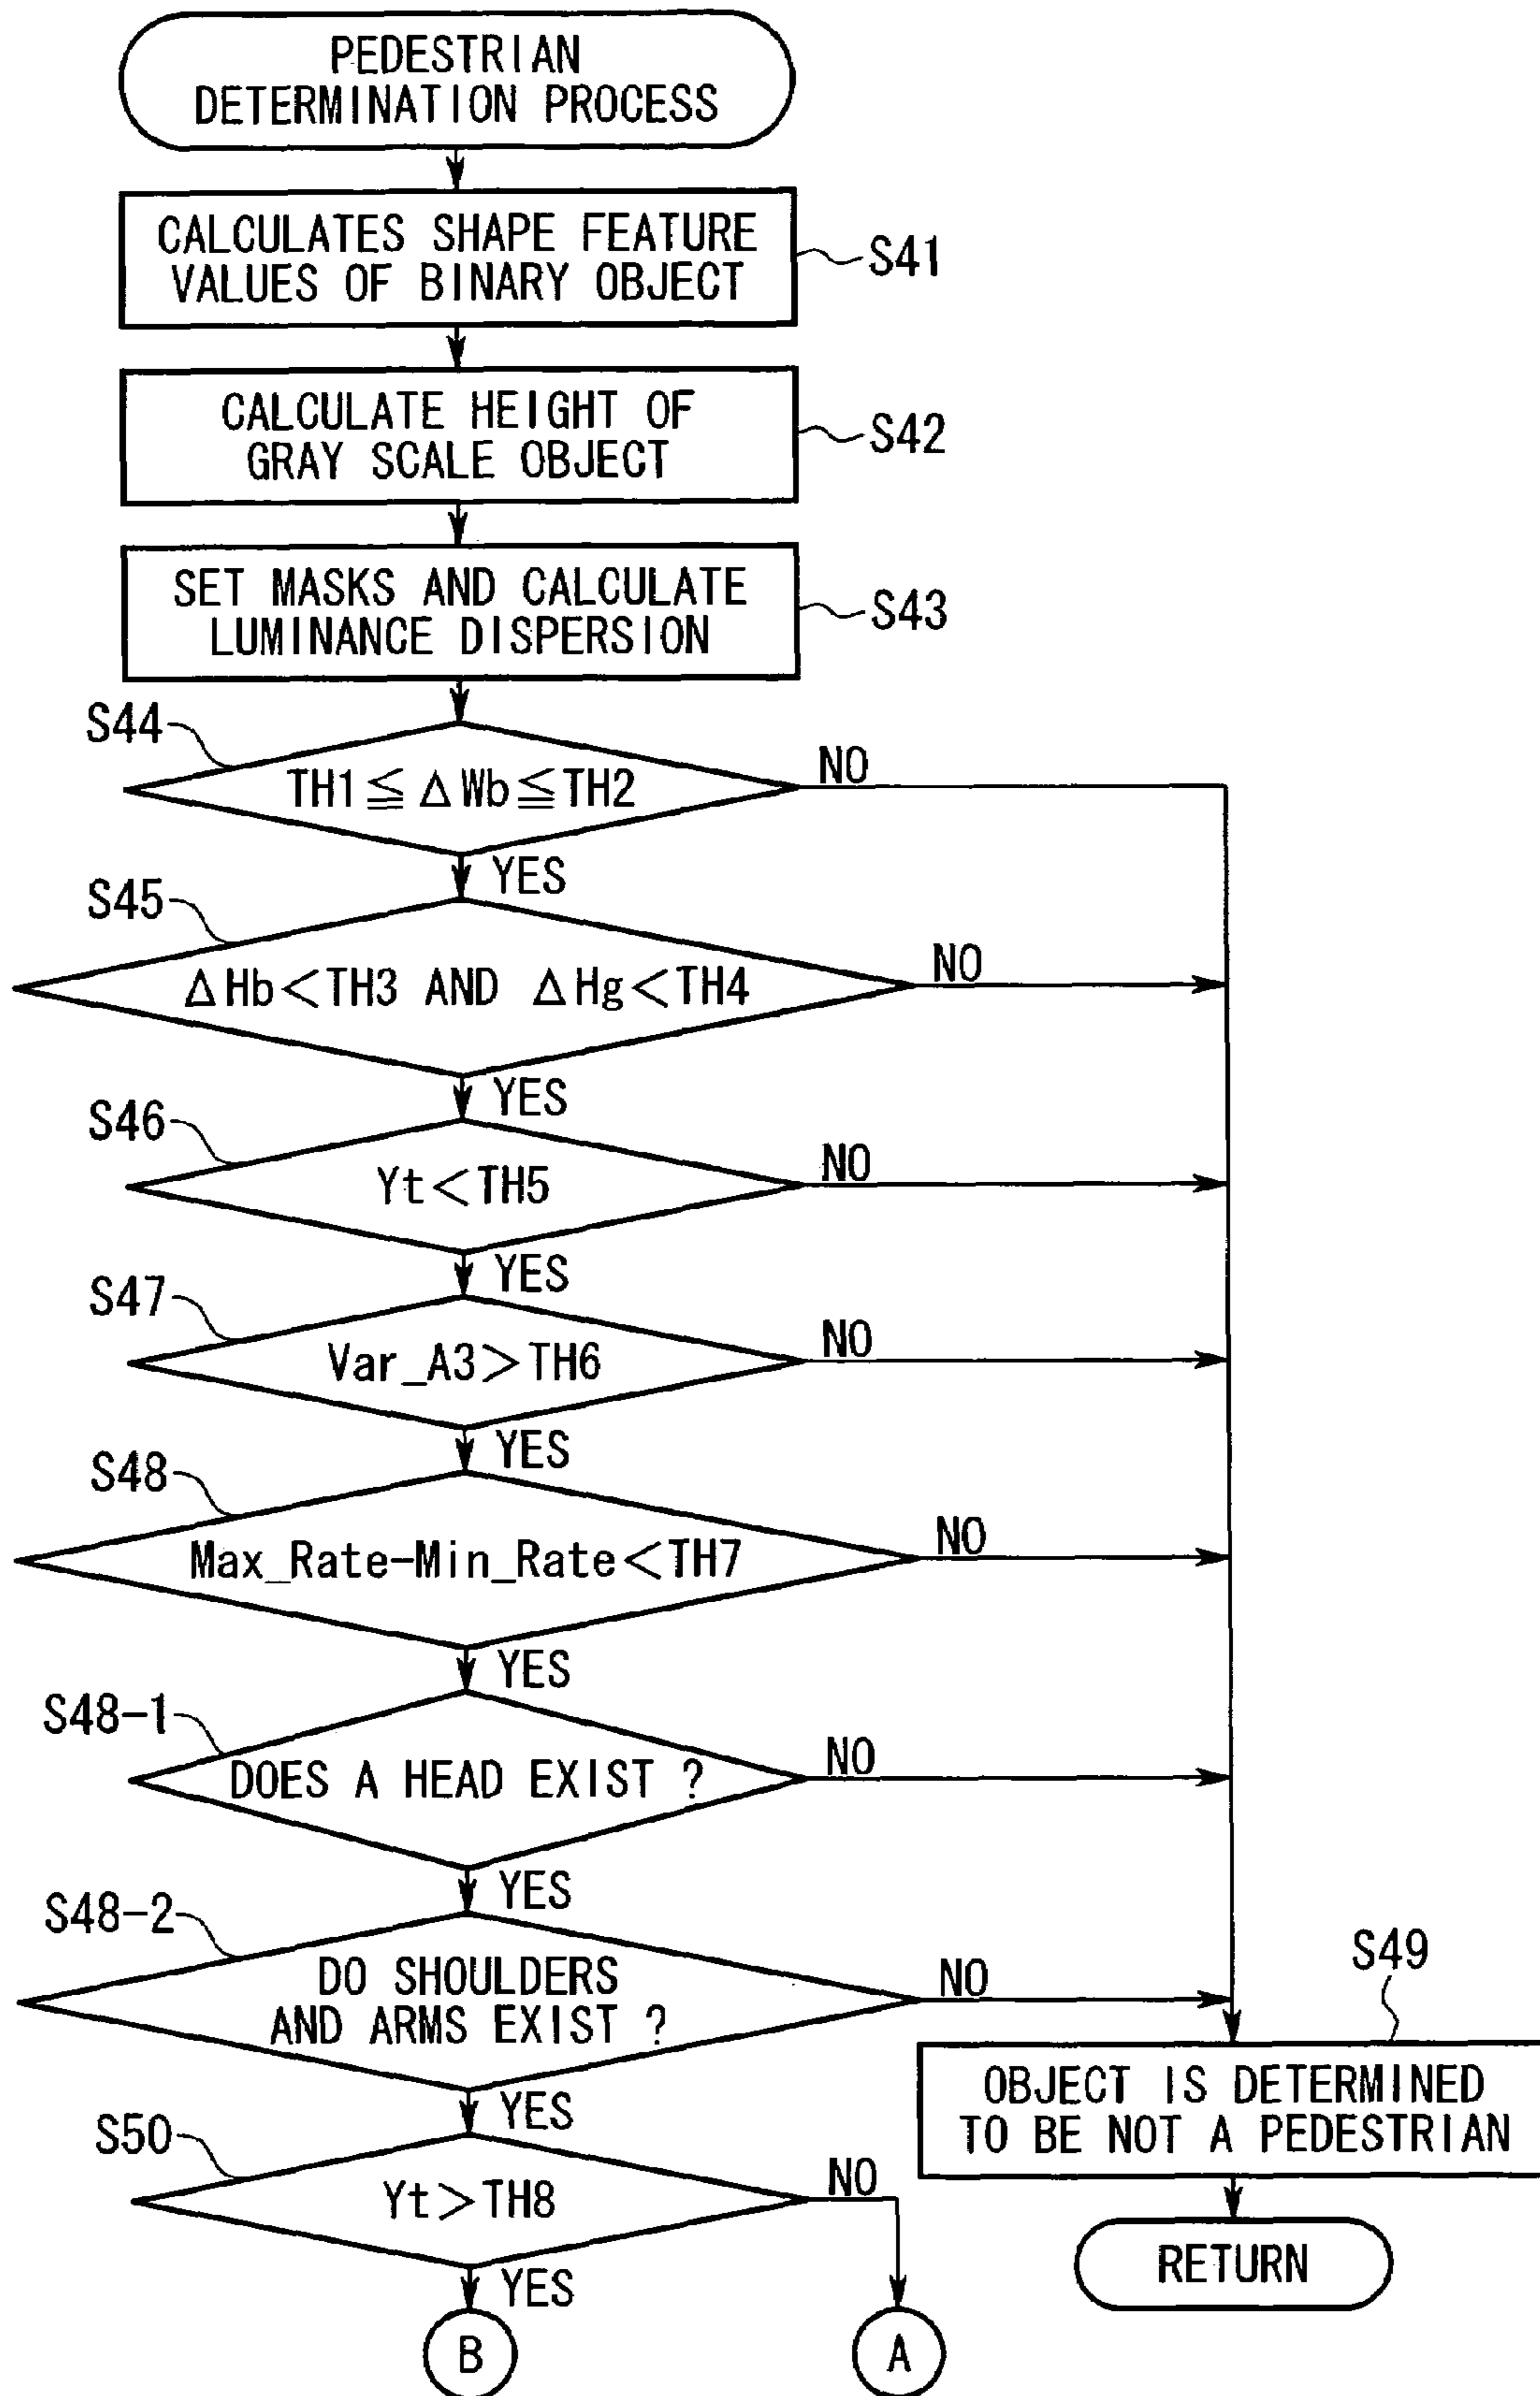 PEDESTRIAN
DETERMINATION PROCESS
CALCULATES SHAPE FEATURE
VALUES OF BINARY OBJECT
S41
CALCULATE HEIGHT OF
GRAY SCALE OBJECT
S42
SET MASKS AND CALCULATE
LUMINANCE DISPERSION
S43
S44
TH1≦ΔWb≦TH2
NO
YES
S45
ΔHb<TH3 AND ΔHg<TH4
NO
YES
S46
Yt<TH5
NO
YES
S47
Var_A3>TH6
NO
YES
S48
Max_Rate-Min_Rate<TH7
NO
YES
S48-1
DOES A HEAD EXIST ?
NO
YES
S48-2
DO SHOULDERS
AND ARMS EXIST ?
NO
YES
S49
OBJECT IS DETERMINED
TO BE NOT A PEDESTRIAN
RETURN
S50
Yt>TH8
NO
YES
B
A